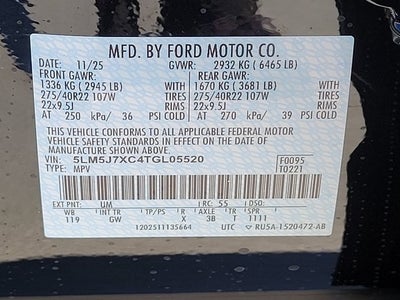 MFD. BY FORD MOTOR CO.
11/25 GVWR: 2932 KG ( 6465 LB)
FRONT GAWR: REAR GAWR:
1336 KG ( 2945 LB) 1670 KG ( 3681 LB)
275/40R22 107W TIRES 275/40R22 107W TIRES
22x9.5J RIMS 22x9.5J RIMS
AT 250 kPa/ 36 PSI COLD AT 270 kPa/ 39 PSI COLD
THIS VEHICLE CONFORMS TO ALL APPLICABLE FEDERAL MOTOR
VEHICLE SAFETY STANDARDS IN EFFECT ON THE DATE OF
MANUFACTURE SHOWN ABOVE.
VIN: 5LM5J7XC4TGL05520 F0095
TYPE: MPV T0221
EXT PNT: UM RC: 55 DSO:
WB INT TR TP/PS R AXLE TR SPR
119 GW X 3B T 1111
1202511135664 UTC RU5A-1520472-AB